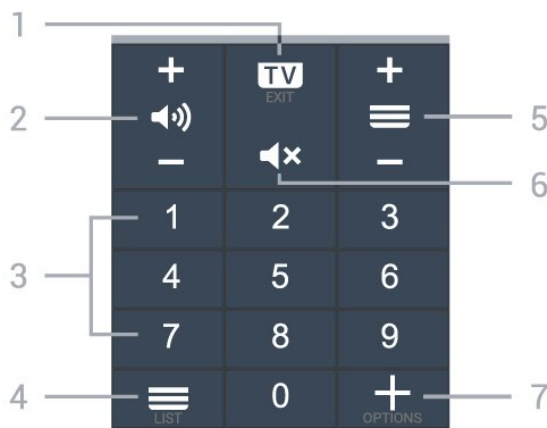 1
+ TV +
EXIT
2 5
− −
6
1 2 3
3
4 5 6
7 8 9
4 0 + 7
LIST OPTIONS